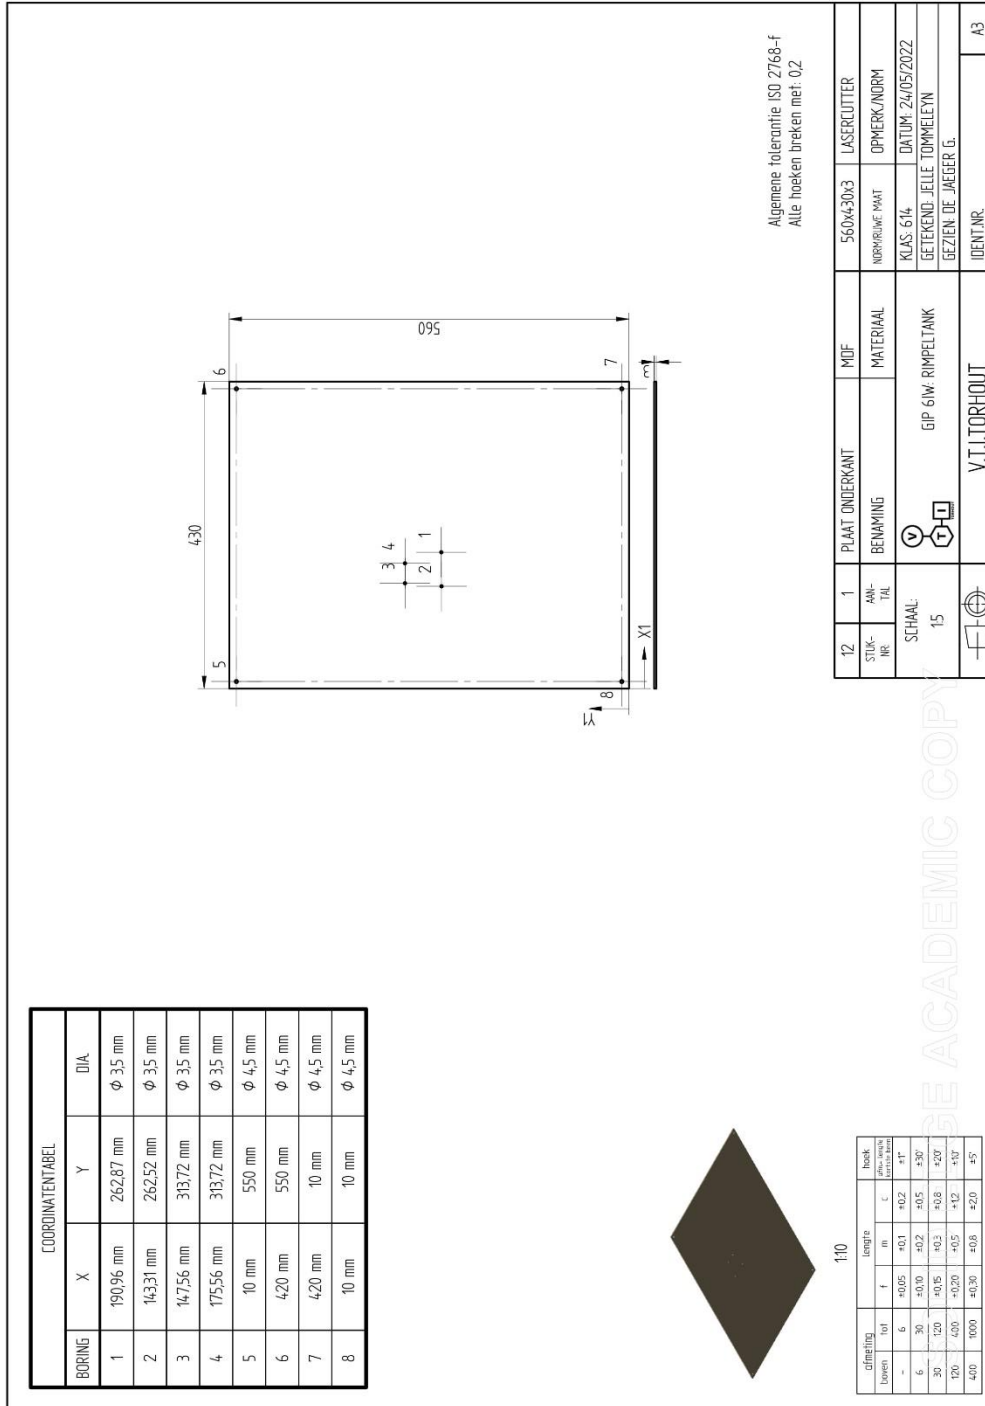 COORDINATENTABEL
BORING X Y DIA.
1 190,96 mm 262,87 mm Ø 3,5 mm
2 143,31 mm 262,52 mm Ø 3,5 mm
3 147,56 mm 313,72 mm Ø 3,5 mm
4 175,56 mm 313,72 mm Ø 3,5 mm
5 10 mm 550 mm Ø 4,5 mm
6 420 mm 550 mm Ø 4,5 mm
7 420 mm 10 mm Ø 4,5 mm
8 10 mm 10 mm Ø 4,5 mm
430
5 6
560
3 4
2 1
8 7
Y1
X1
3
1:10
Algemene tolerantie ISO 2768-f
Alle hoeken breken met: 0,2
afmeting lengte hoek
boven tot f m c
- 6 ±0,05 ±0,1 ±0,2 ±1°
6 30 ±0,10 ±0,2 ±0,5 ±30'
30 120 ±0,15 ±0,3 ±0,8 ±20'
120 400 ±0,20 ±0,5 ±1,2 ±10'
400 1000 ±0,30 ±0,8 ±2,0 ±5'
ACADEMIC COPY
12 1 PLAAT ONDERKANT MDF 560x430x3 LASERCUTTER
STUK-NR. AAN-TAL BENAMING MATERIAAL NORM/RUWE MAAT OPMERK./NORM
SCHAAL:
1:5
V
T I
GIP 6IW: RIMPELTANK
KLAS: 614 DATUM: 24/05/2022
GETEKEND: JELLE TOMMELEYN
GEZIEN: DE JAEGER G.
V.T.I.TORHOUT
IDENT.NR.
A3